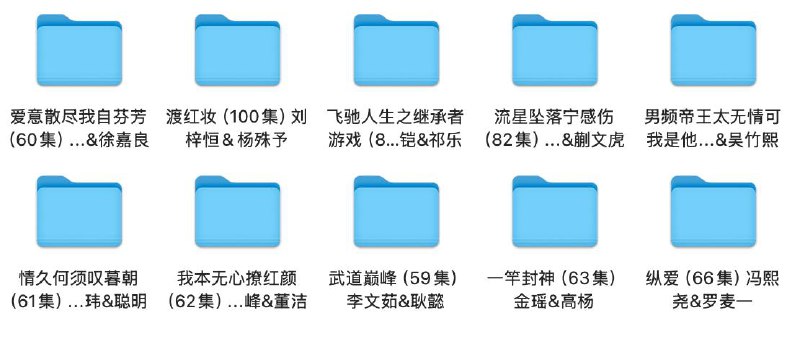 爱意散尽我自芬芳
(60集) ...&徐嘉良
渡红妆 (100集) 刘
梓恒＆杨殊予
飞驰人生之继承者
游戏 (8...铠&祁乐
流星坠落宁感伤
(82集) ...&蒯文虎
男频帝王太无情可
我是他...&吴竹熙
情久何须叹暮朝
(61集) ...玮&聪明
我本无心撩红颜
(62集) ...峰&董洁
武道巅峰 (59集)
李文茹&耿懿
一竿封神 (63集)
金瑶&高杨
纵爱 (66集) 冯熙
尧&罗麦一